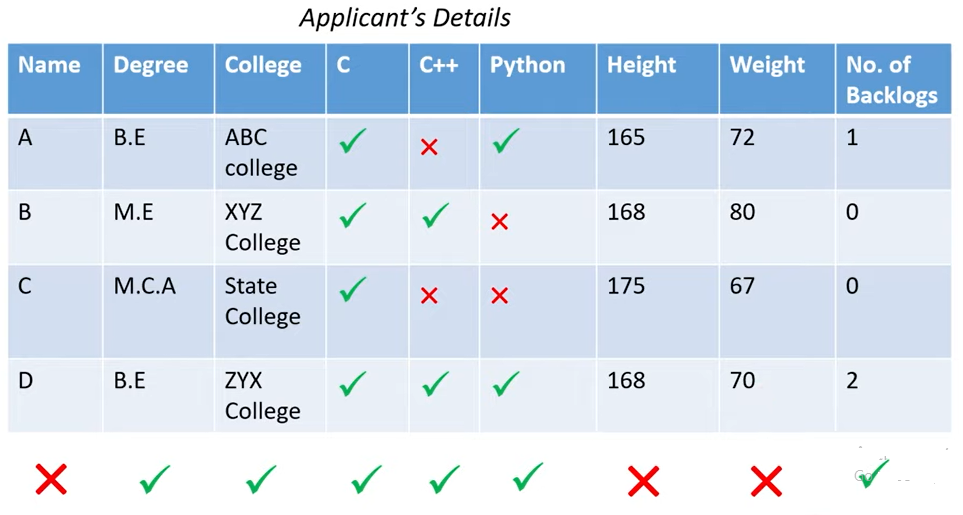 Applicant's Details
Name Degree College C C++ Python Height Weight No. of
Backlogs
A B.E ABC 165 72 1
college
B M.E XYZ 168 80 0
College
C M.C.A State 175 67 0
College
D B.E ZYX 168 70 2
College